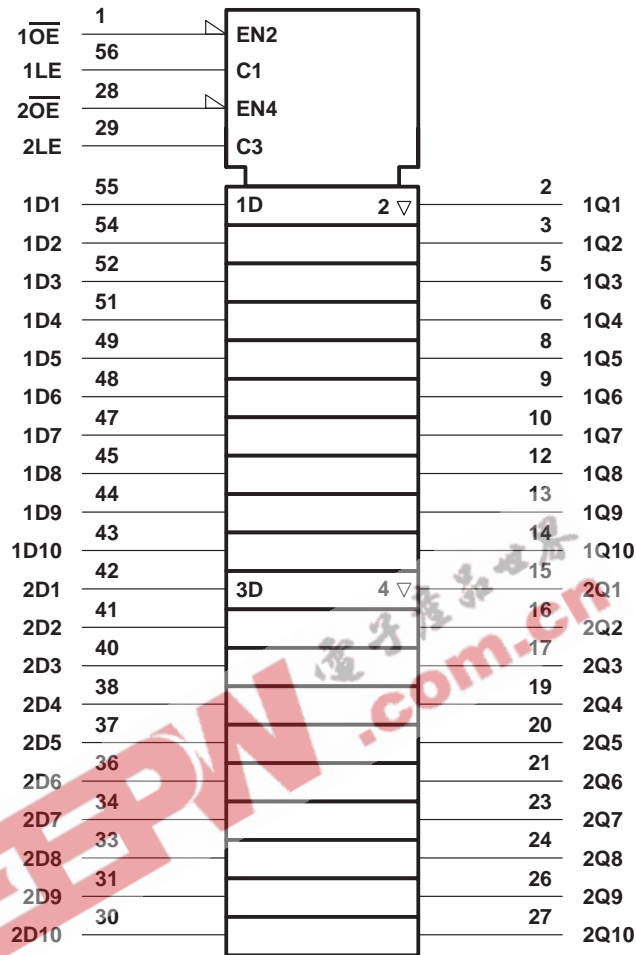 1O̅E̅ 1 EN2
1LE 56 C1
2O̅E̅ 28 EN4
2LE 29 C3
1D1 55 1D 2 ▽ 2 1Q1
1D2 54 3 1Q2
1D3 52 5 1Q3
1D4 51 6 1Q4
1D5 49 8 1Q5
1D6 48 9 1Q6
1D7 47 10 1Q7
1D8 45 12 1Q8
1D9 44 13 1Q9
1D10 43 14 1Q10
2D1 42 3D 4 ▽ 15 2Q1
2D2 41 16 2Q2
2D3 40 17 2Q3
2D4 38 19 2Q4
2D5 37 20 2Q5
2D6 36 21 2Q6
2D7 34 23 2Q7
2D8 33 24 2Q8
2D9 31 26 2Q9
2D10 30 27 2Q10
EEPW.com.cn
電子産品世界